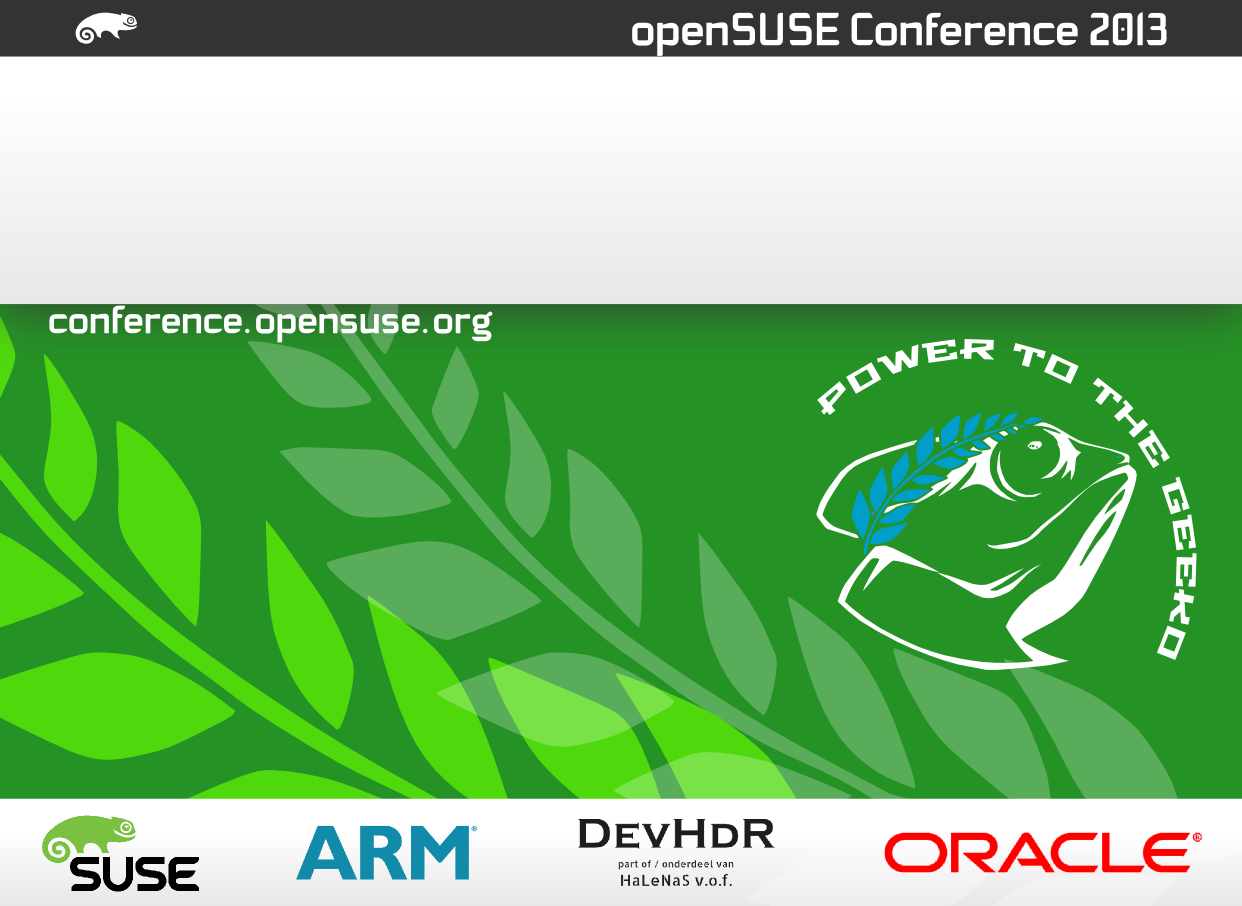 openSUSE Conference 2013
conference.opensuse.org
POWER TO THE GEEKO
SUSE
ARM®
DEVHDR
part of / onderdeel van
HaLeNaS v.o.f.
ORACLE®